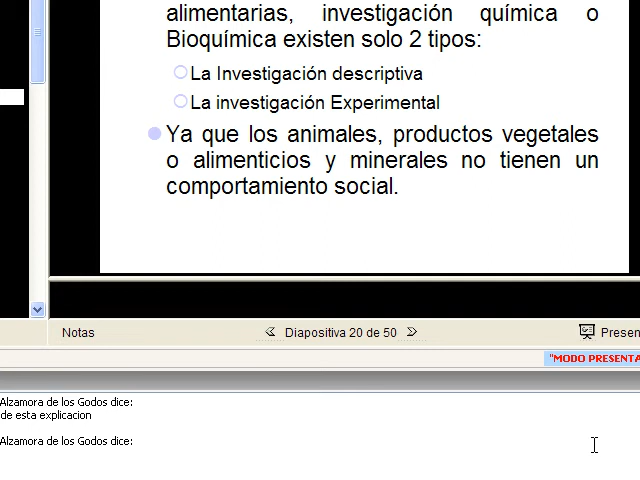 alimentarias, investigación química o
Bioquímica existen solo 2 tipos:
La Investigación descriptiva
La investigación Experimental
Ya que los animales, productos vegetales
o alimenticios y minerales no tienen un
comportamiento social.
Notas
Diapositiva 20 de 50
Presen
"MODO PRESENTA
Alzamora de los Godos dice:
de esta explicacion
Alzamora de los Godos dice: